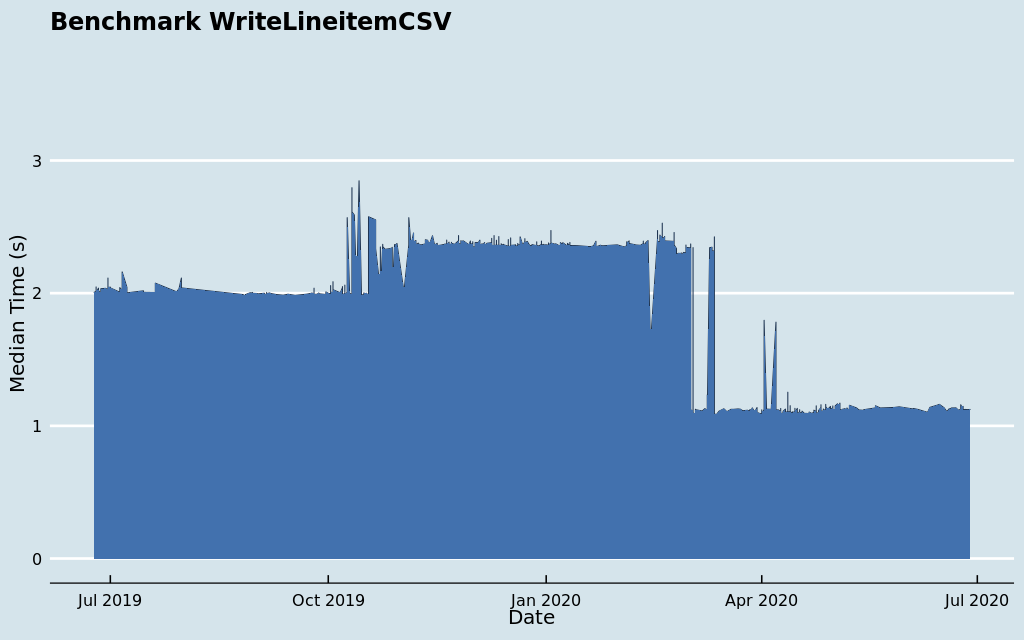 Benchmark WriteLineitemCSV
Median Time (s)
3
2
1
0
Jul 2019
Oct 2019
Jan 2020
Apr 2020
Jul 2020
Date